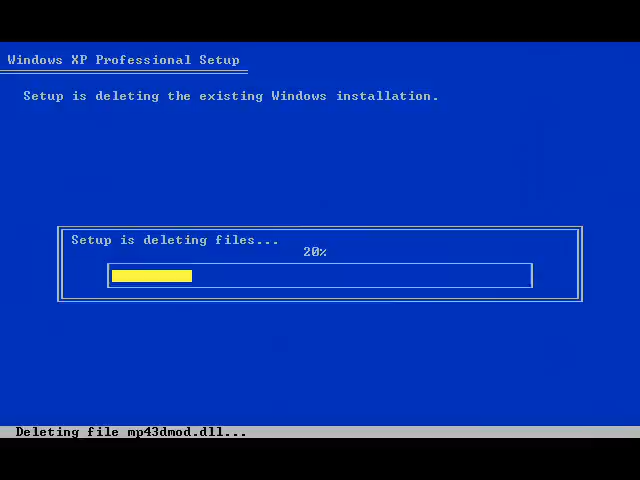 Windows XP Professional Setup
Setup is deleting the existing Windows installation.
Setup is deleting files...
20%
Deleting file mp43dmod.dll...